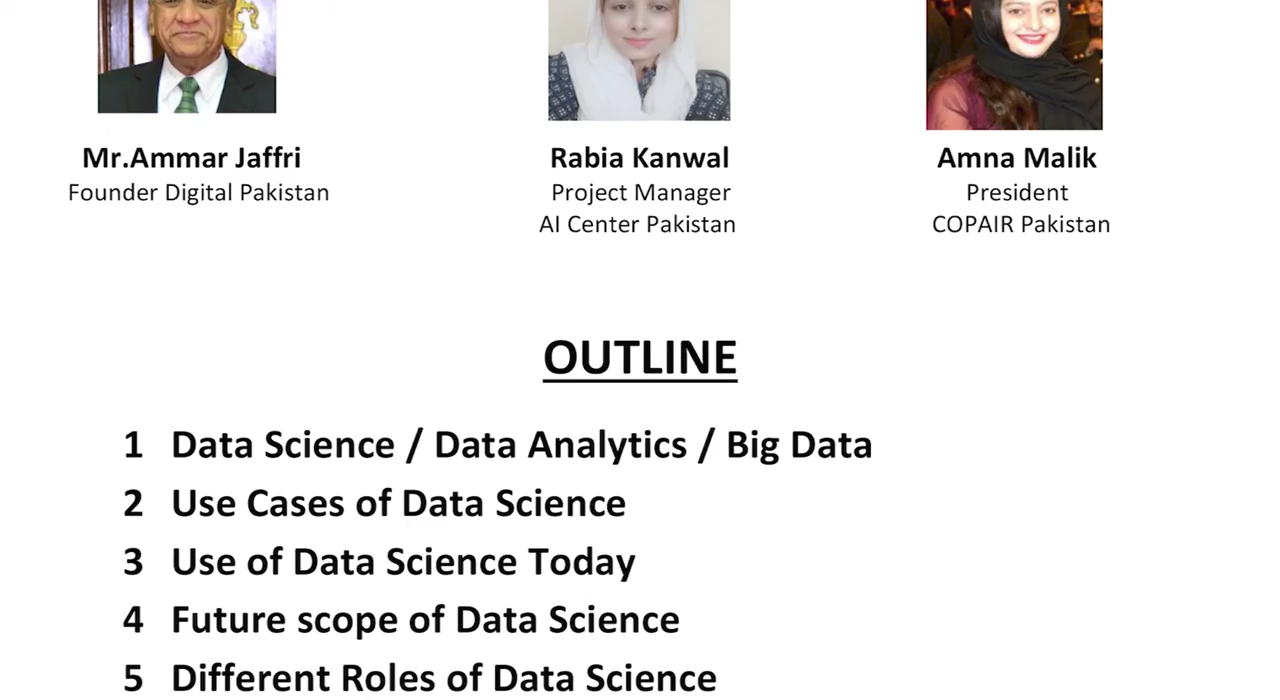 Mr.Ammar Jaffri
Founder Digital Pakistan
Rabia Kanwal
Project Manager
AI Center Pakistan
Amna Malik
President
COPAIR Pakistan
OUTLINE
1 Data Science / Data Analytics / Big Data
2 Use Cases of Data Science
3 Use of Data Science Today
4 Future scope of Data Science
5 Different Roles of Data Science